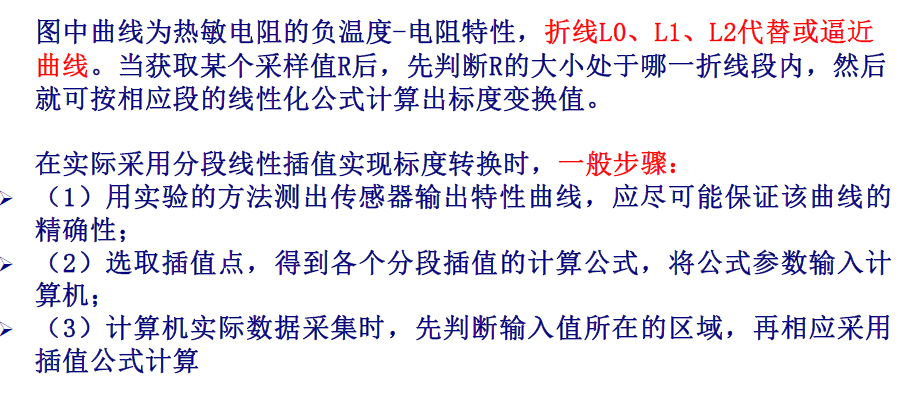 图中曲线为热敏电阻的负温度-电阻特性，折线L0、L1、L2代替或逼近
曲线。当获取某个采样值R后，先判断R的大小处于哪一折线段内，然后
就可按相应段的线性化公式计算出标度变换值。
在实际采用分段线性插值实现标度转换时，一般步骤：
（1）用实验的方法测出传感器输出特性曲线，应尽可能保证该曲线的
精确性；
（2）选取插值点，得到各个分段插值的计算公式，将公式参数输入计
算机；
（3）计算机实际数据采集时，先判断输入值所在的区域，再相应采用
插值公式计算